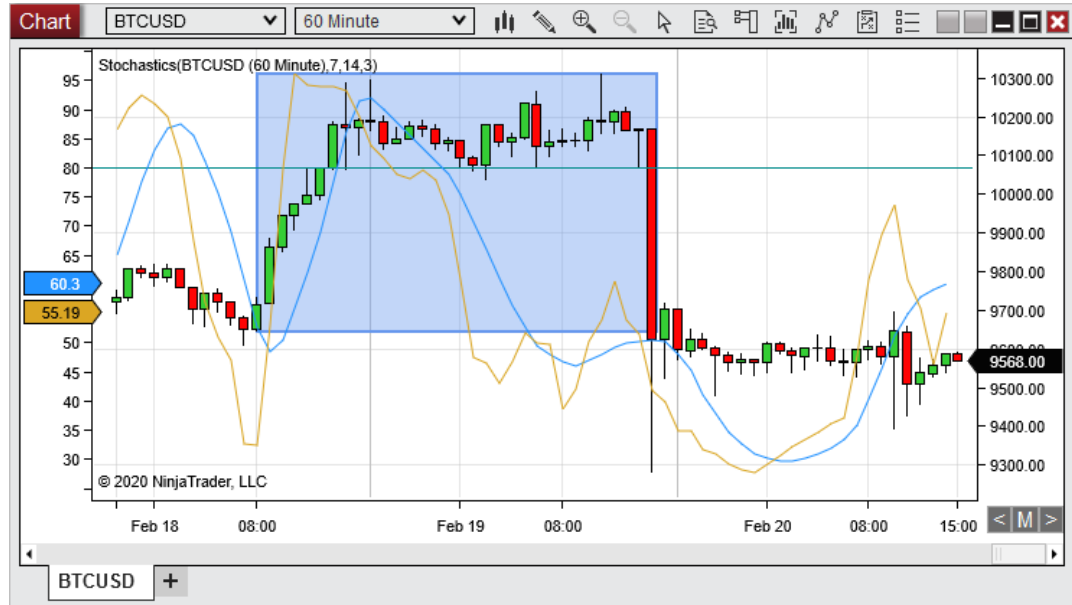 Chart BTCUSD 60 Minute
Stochastics(BTCUSD (60 Minute),7,14,3)
95 10300.00
90 10200.00
85 10100.00
80 10000.00
75 9900.00
70 9800.00
65 9700.00
60.3
55.19
50
45 9568.00
40 9500.00
35 9400.00
30 9300.00
© 2020 NinjaTrader, LLC
Feb 18 08:00 Feb 19 08:00 Feb 20 08:00 15:00 < M >
BTCUSD +